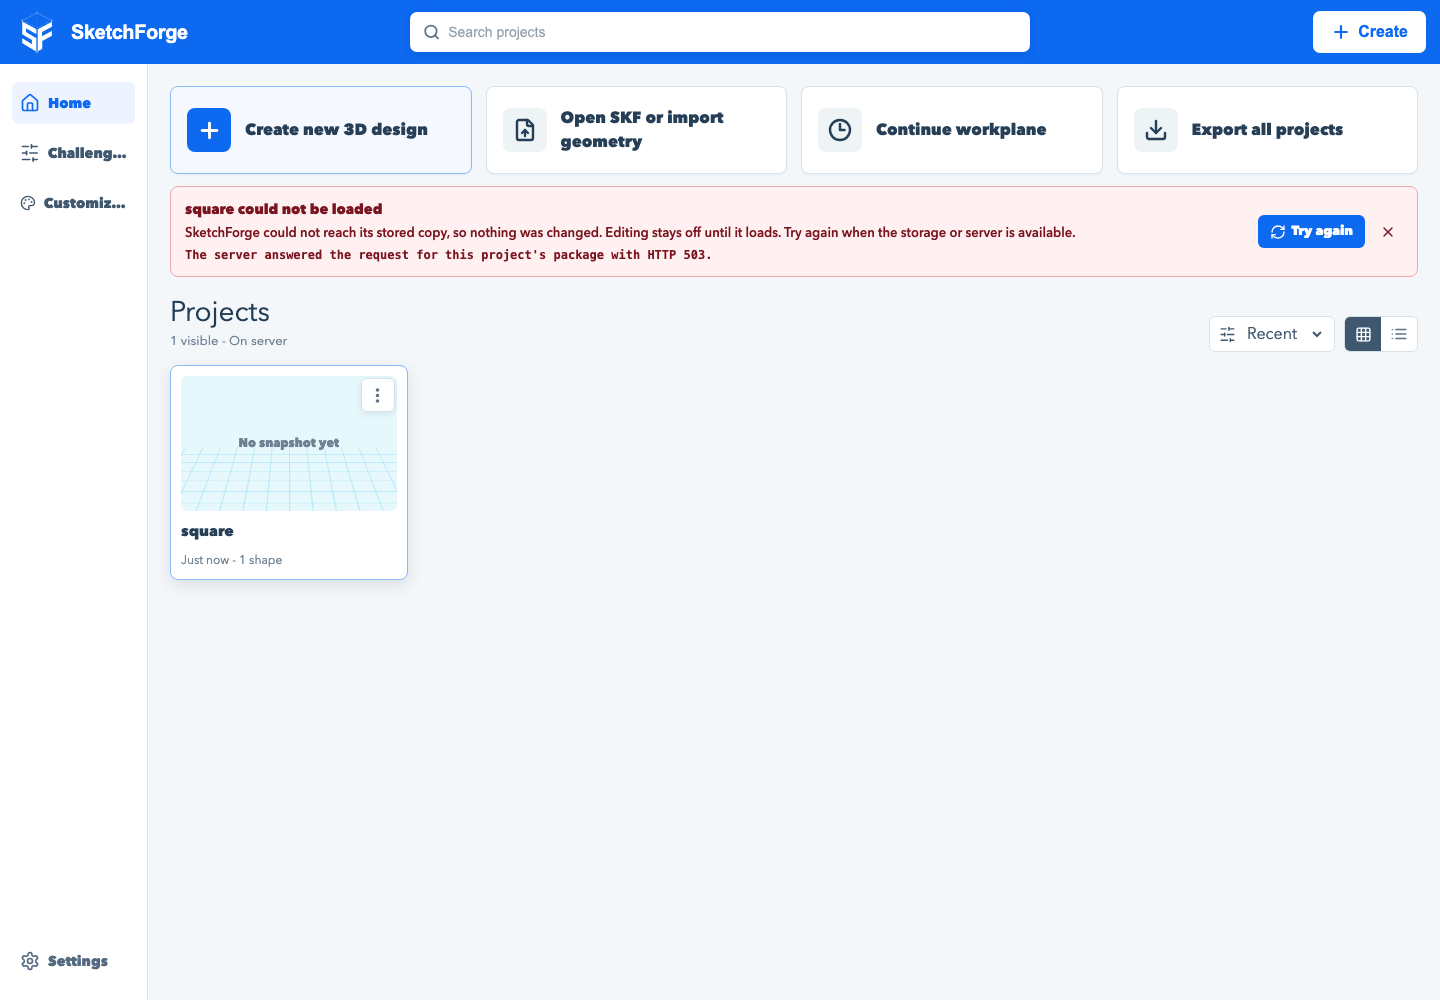 SketchForge
Search projects
Create
Home
Challeng...
Customiz...
Settings
Create new 3D design
Open SKF or import
geometry
Continue workplane
Export all projects
square could not be loaded
SketchForge could not reach its stored copy, so nothing was changed. Editing stays off until it loads. Try again when the storage or server is available.
The server answered the request for this project's package with HTTP 503.
Try again
Projects
1 visible - On server
Recent
No snapshot yet
square
Just now - 1 shape